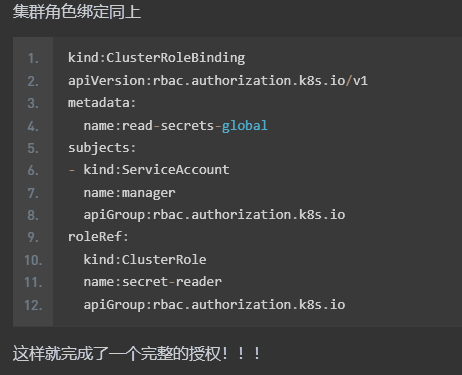 集群角色绑定同上
1. kind:ClusterRoleBinding
2. apiVersion:rbac.authorization.k8s.io/v1
3. metadata:
4.   name:read-secrets-global
5. subjects:
6. - kind:ServiceAccount
7.   name:manager
8.   apiGroup:rbac.authorization.k8s.io
9. roleRef:
10.   kind:ClusterRole
11.   name:secret-reader
12.   apiGroup:rbac.authorization.k8s.io
这样就完成了一个完整的授权！！！